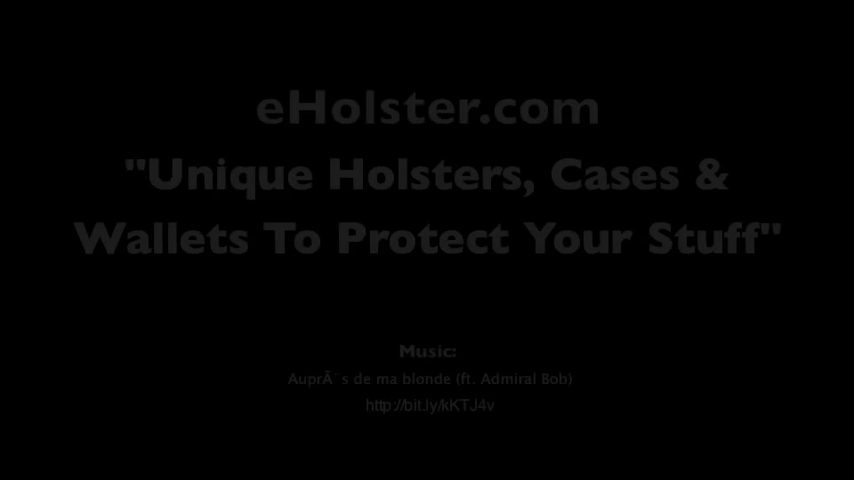 eHolster.com
"Unique Holsters, Cases &
Wallets To Protect Your Stuff"
Music:
AuprÃ¨s de ma blonde (ft. Admiral Bob)
http://bit.ly/kKTJ4v